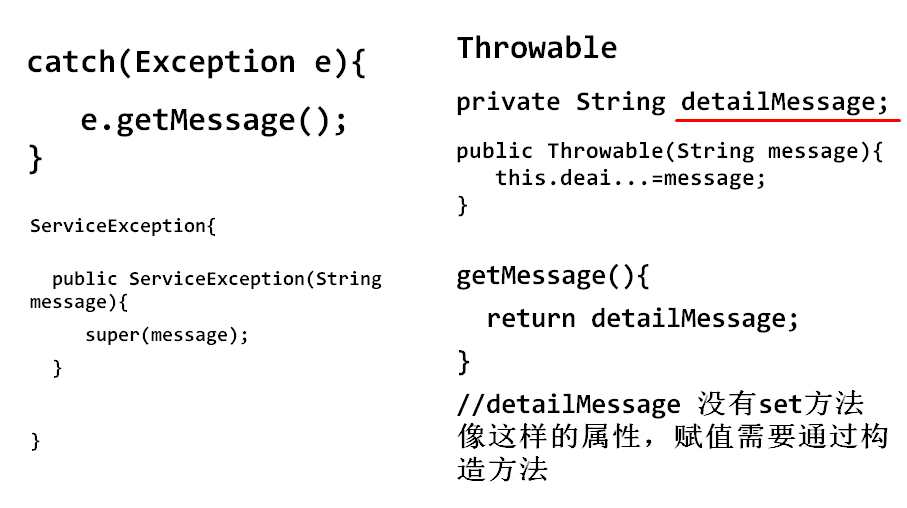 catch(Exception e){
e.getMessage();
}
ServiceException{
public ServiceException(String
message){
super(message);
}
}
Throwable
private String detailMessage;
public Throwable(String message){
this.deai...=message;
}
getMessage(){
return detailMessage;
}
//detailMessage 没有set方法
像这样的属性，赋值需要通过构
造方法